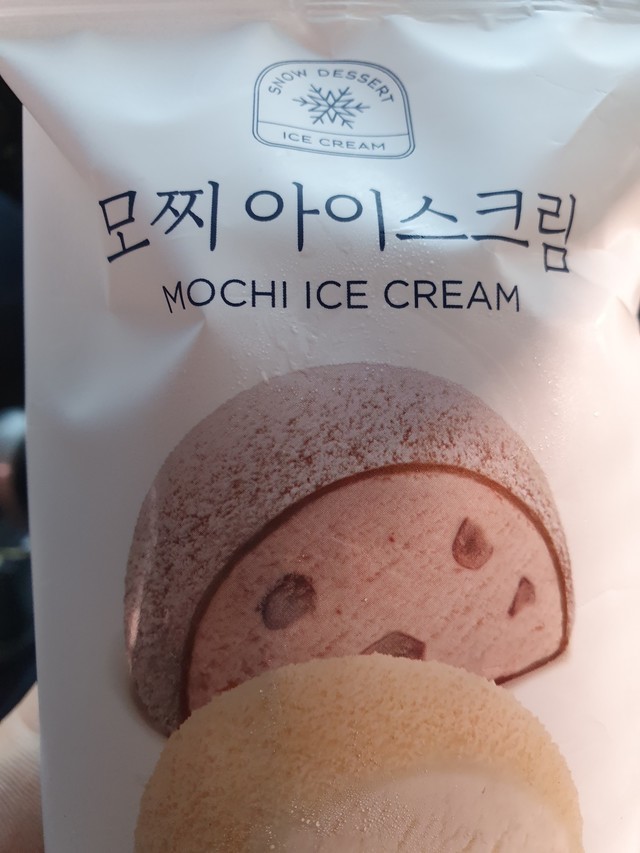 SNOW DESSERT
ICE CREAM
모찌 아이스크림
MOCHI ICE CREAM